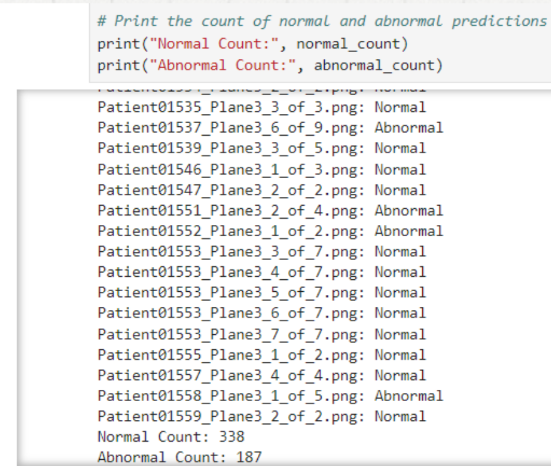 # Print the count of normal and abnormal predictions
print("Normal Count:", normal_count)
print("Abnormal Count:", abnormal_count)
Patient01535_Plane3_3_of_3.png: Normal
Patient01537_Plane3_6_of_9.png: Abnormal
Patient01539_Plane3_3_of_5.png: Normal
Patient01546_Plane3_1_of_3.png: Normal
Patient01547_Plane3_2_of_2.png: Normal
Patient01551_Plane3_2_of_4.png: Abnormal
Patient01552_Plane3_1_of_2.png: Abnormal
Patient01553_Plane3_3_of_7.png: Normal
Patient01553_Plane3_4_of_7.png: Normal
Patient01553_Plane3_5_of_7.png: Normal
Patient01553_Plane3_6_of_7.png: Normal
Patient01553_Plane3_7_of_7.png: Normal
Patient01555_Plane3_1_of_2.png: Normal
Patient01557_Plane3_4_of_4.png: Normal
Patient01558_Plane3_1_of_5.png: Abnormal
Patient01559_Plane3_2_of_2.png: Normal
Normal Count: 338
Abnormal Count: 187